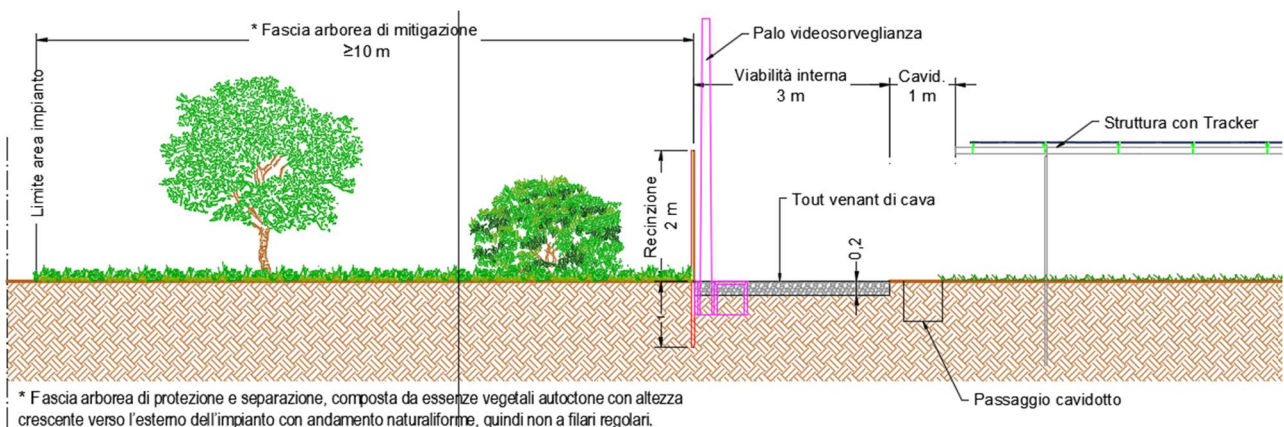 * Fascia arborea di mitigazione
≥10 m
Palo videosorveglianza
Viabilità interna
3 m
Cavid.
1 m
Struttura con Tracker
Limite area impianto
Recinzione
2 m
Tout venant di cava
0,2
1
Passaggio cavidotto
* Fascia arborea di protezione e separazione, composta da essenze vegetali autoctone con altezza
crescente verso l'esterno dell'impianto con andamento naturaliforme, quindi non a filari regolari.